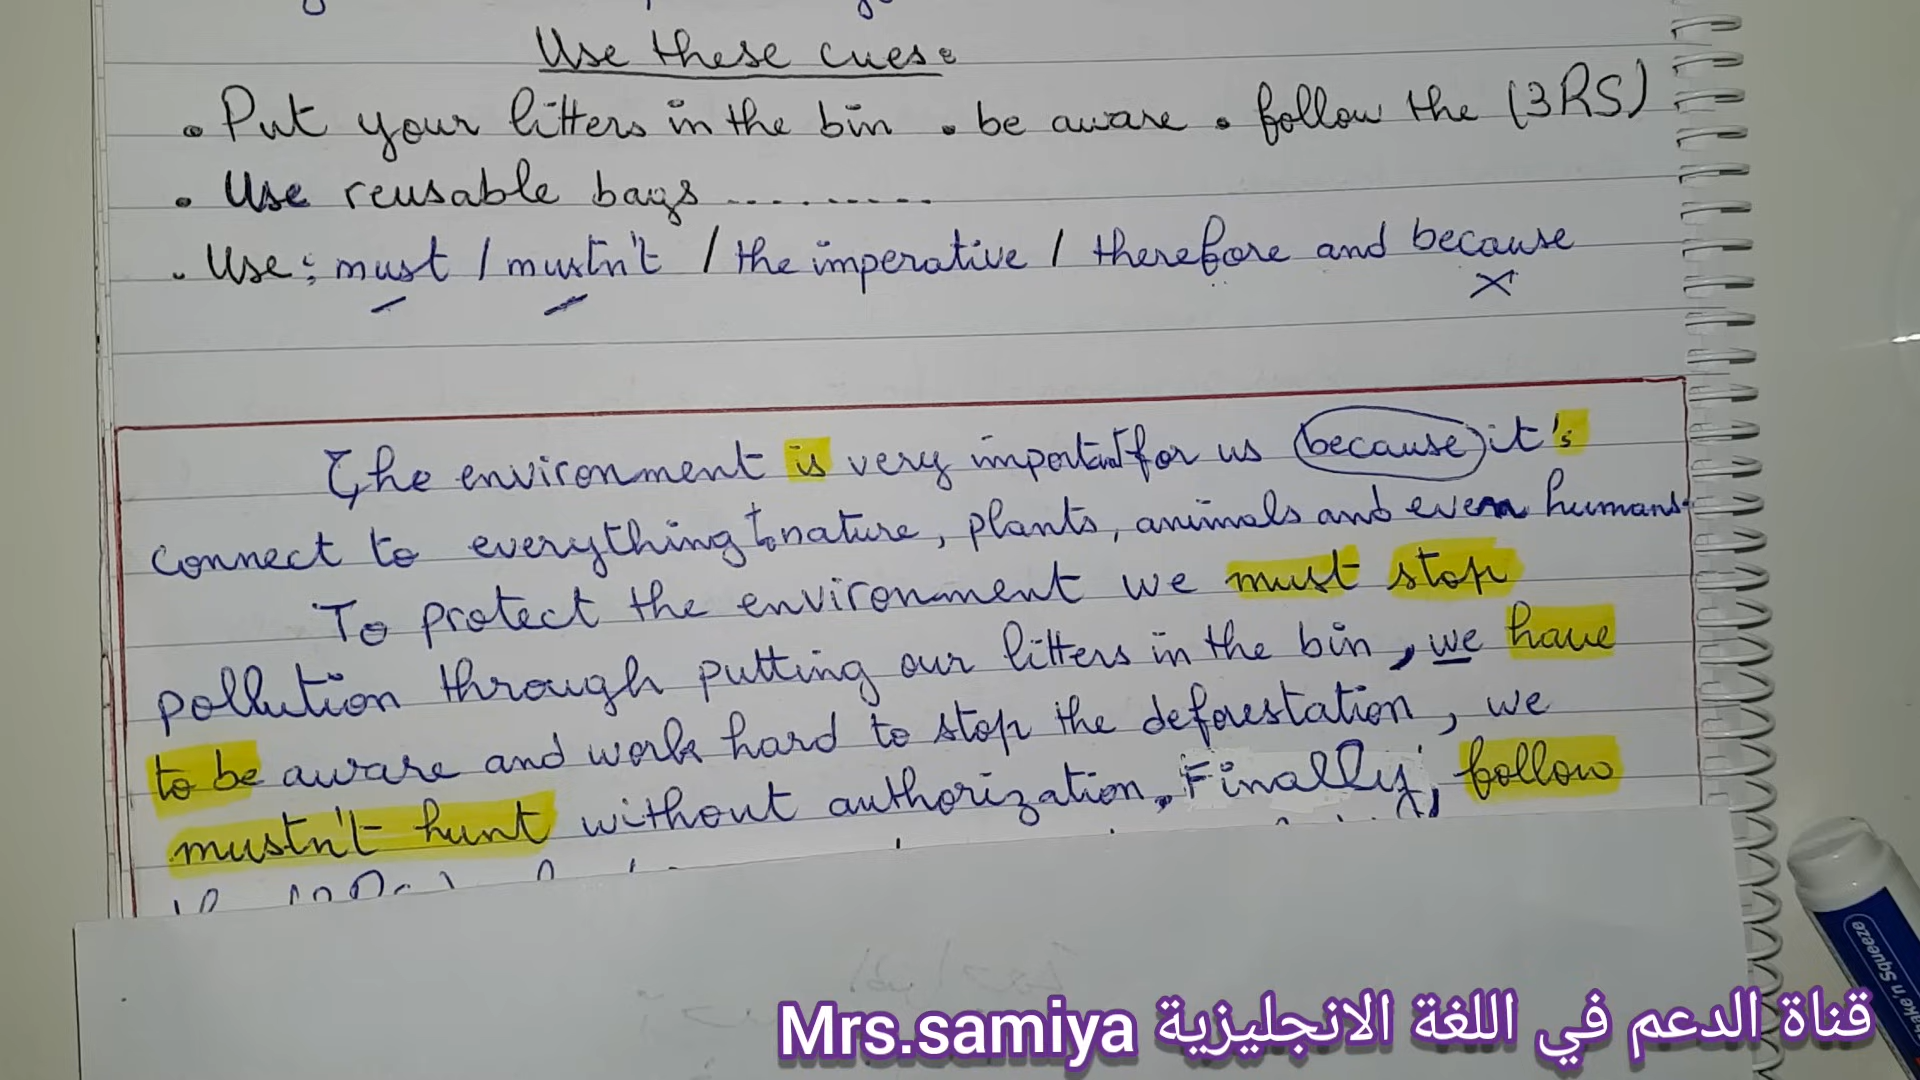 Use these cues:
• Put your litters in the bin • be aware • follow the (3RS)
• Use reusable bags .........
• Use: must / mustn't / the imperative / therefore and because
The environment is very important for us because it's
connect to everything to nature, plants, animals and even humans.
To protect the environment we must stop
pollution through putting our litters in the bin, we have
to be aware and work hard to stop the deforestation, we
mustn't hunt without authorization. Finally, follow
Mrs.samiya قناة الدعم في اللغة الانجليزية